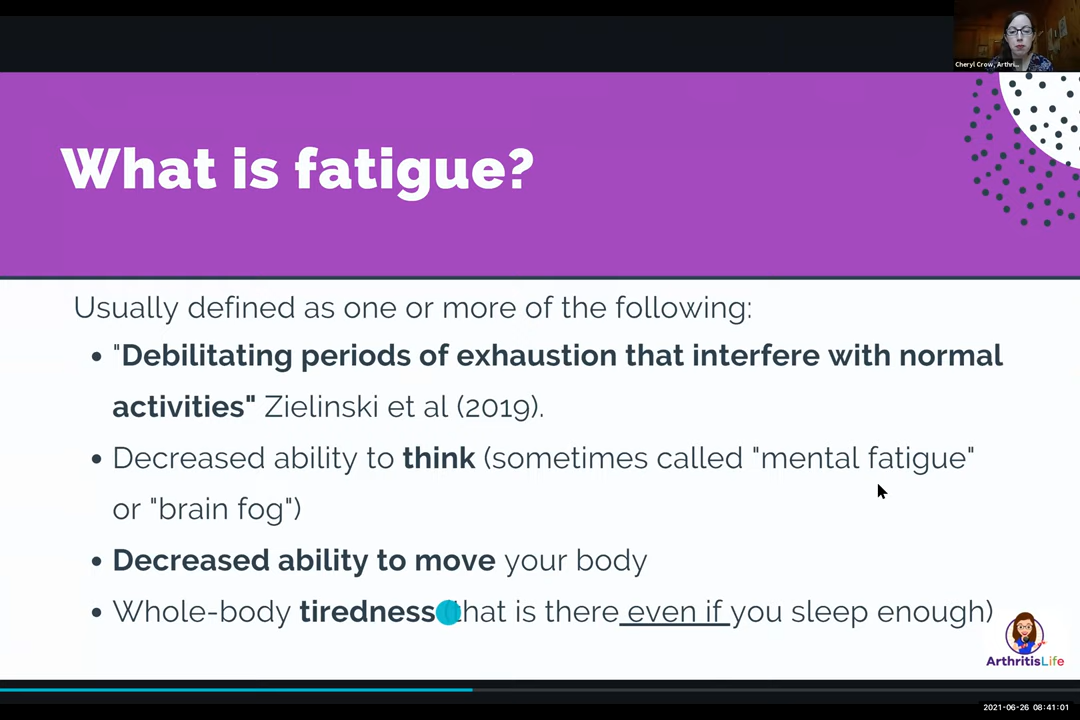 Cheryl Crow, Arthri...
What is fatigue?
Usually defined as one or more of the following:
• "Debilitating periods of exhaustion that interfere with normal
activities" Zielinski et al (2019).
• Decreased ability to think (sometimes called "mental fatigue"
or "brain fog")
• Decreased ability to move your body
• Whole-body tiredness (that is there even if you sleep enough)
ArthritisLife
2021-06-26 08:41:01